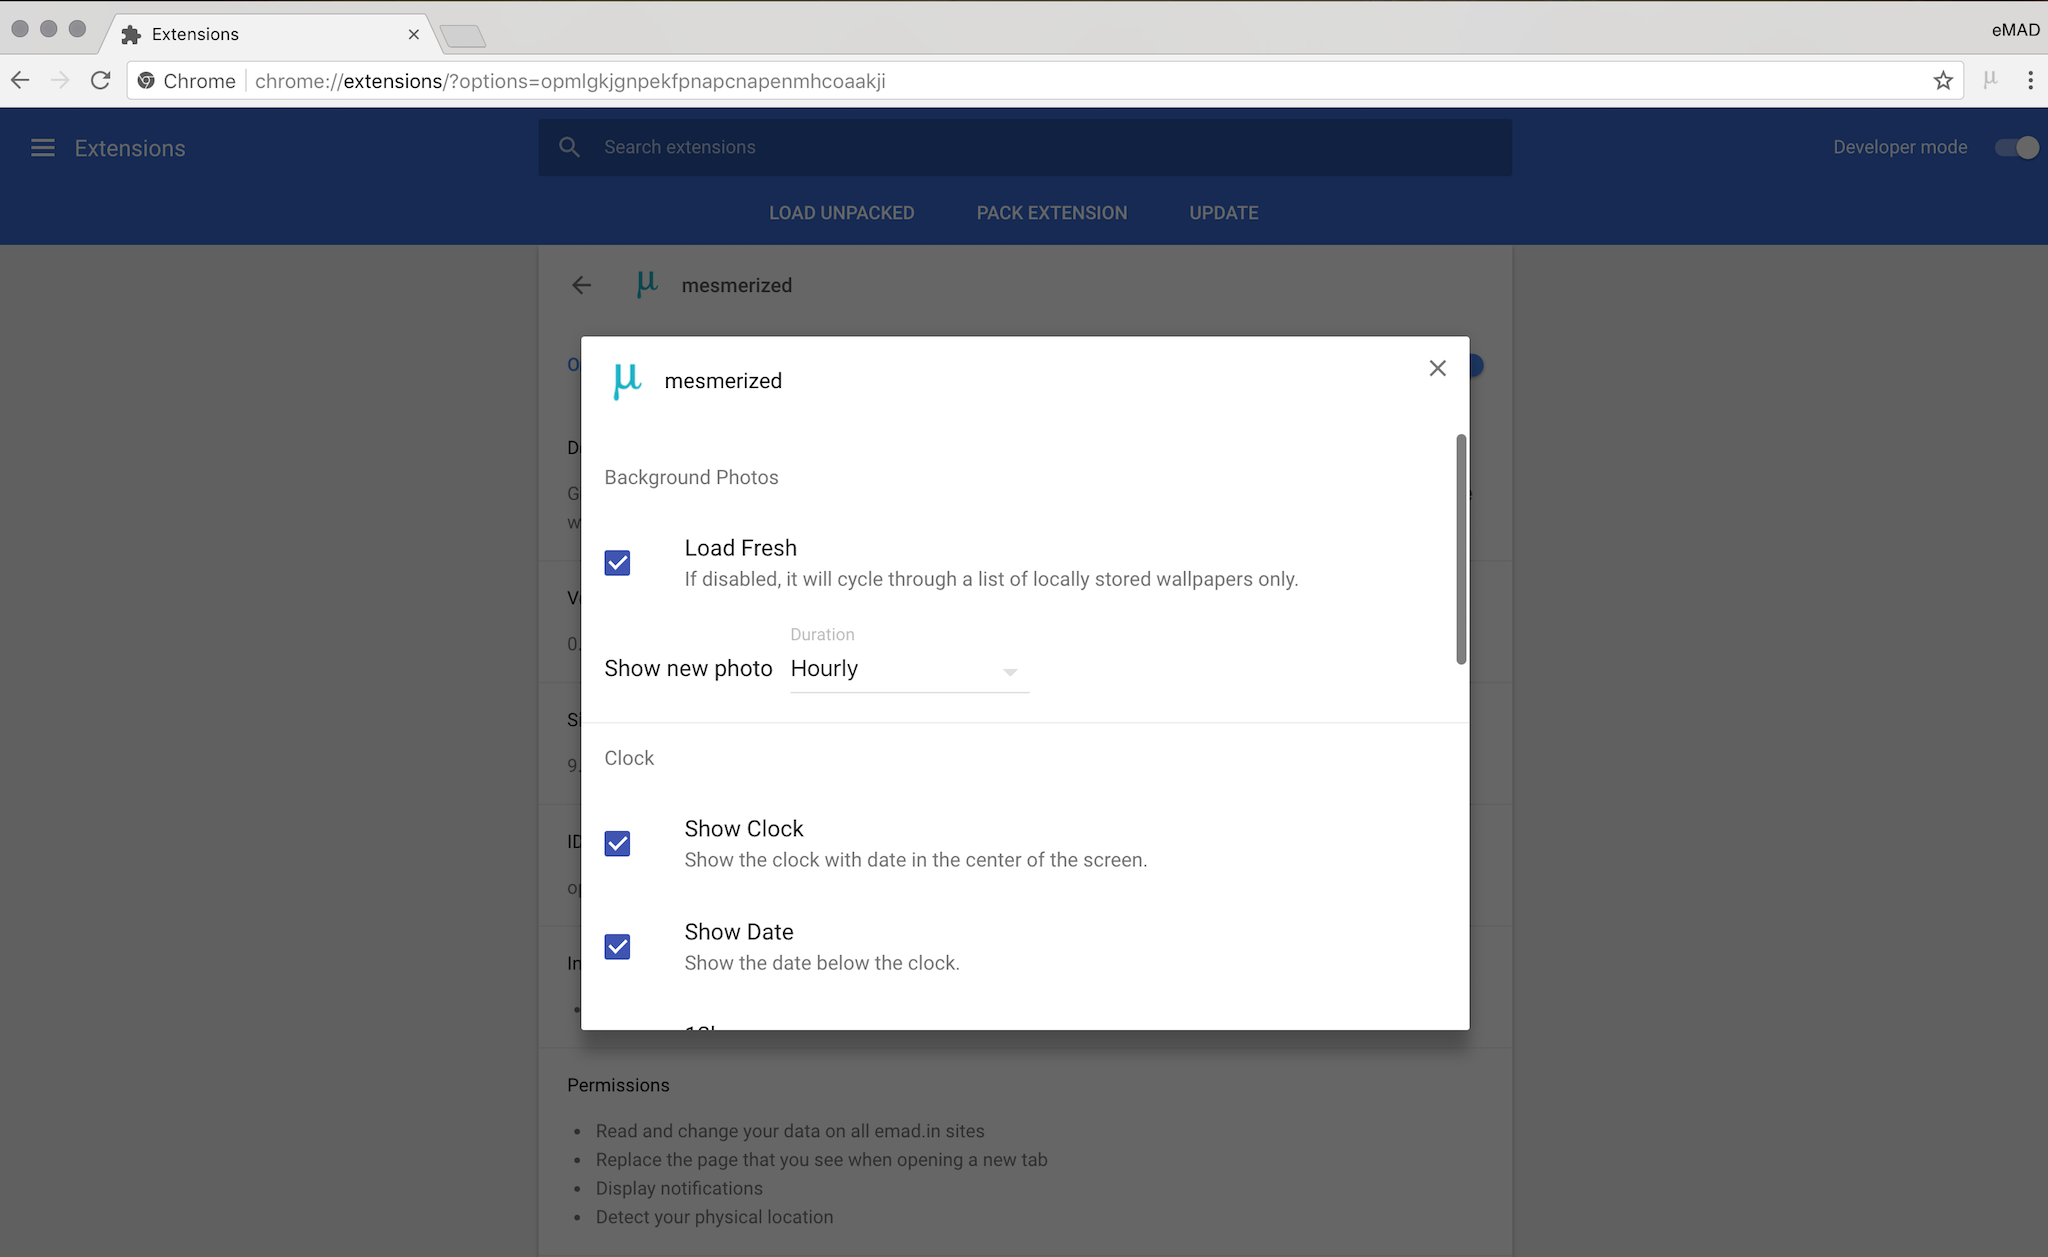 Extensions
eMAD
Chrome chrome://extensions/?options=opmlgkjgnpekfpnapcnapenmhcoaakji
µ
Extensions
Search extensions
Developer mode
LOAD UNPACKED PACK EXTENSION UPDATE
µ mesmerized
µ mesmerized
Background Photos
Load Fresh
If disabled, it will cycle through a list of locally stored wallpapers only.
Duration
Show new photo Hourly
Clock
Show Clock
Show the clock with date in the center of the screen.
Show Date
Show the date below the clock.
Permissions
• Read and change your data on all emad.in sites
• Replace the page that you see when opening a new tab
• Display notifications
• Detect your physical location